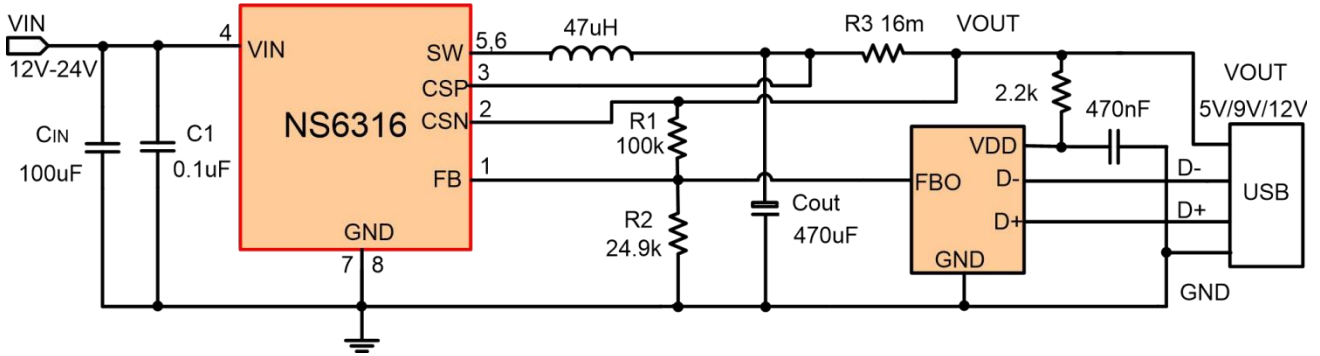 VIN
12V-24V
CIN
100uF
C1
0.1uF
4
VIN
NS6316
SW
CSP
CSN
FB
GND
5,6
3
2
1
7
8
47uH
R1
100k
R2
24.9k
Cout
470uF
R3 16m
VOUT
2.2k
470nF
VDD
FBO
D-
D+
GND
D-
D+
VOUT
5V/9V/12V
USB
GND